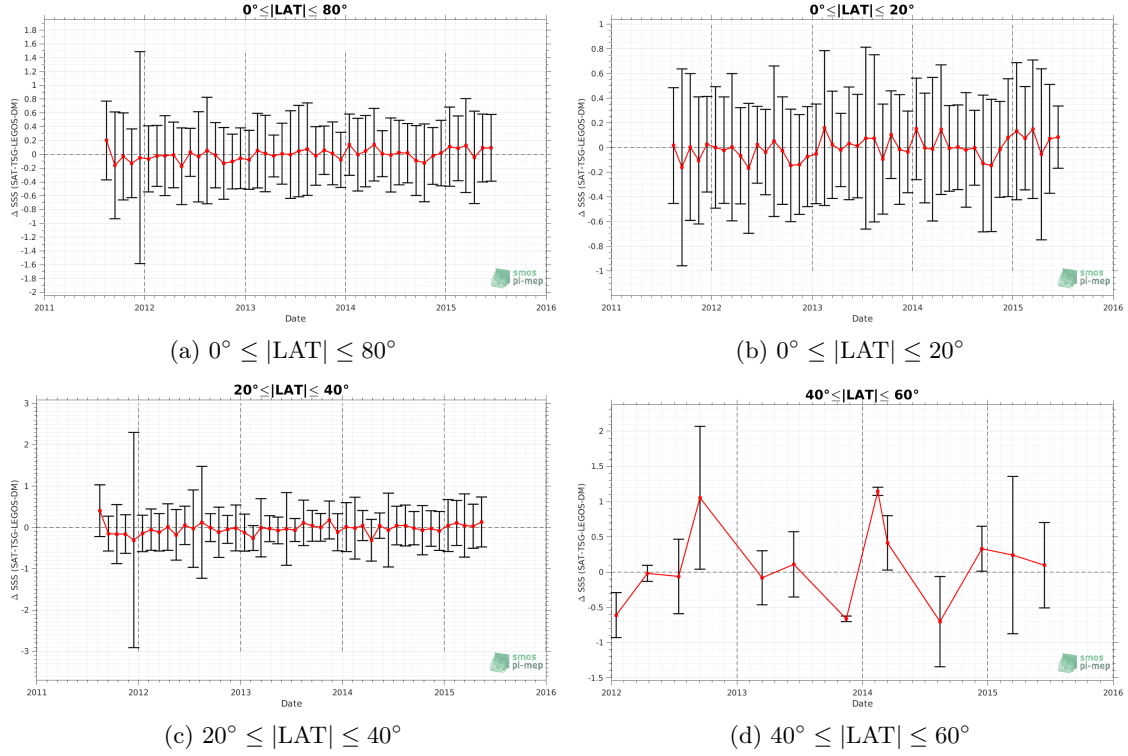 0°≤|LAT|≤ 80°
Δ SSS (SAT-TSG-LEGOS-DM)
1.8
1.6
1.4
1.2
1
0.8
0.6
0.4
0.2
0
-0.2
-0.4
-0.6
-0.8
-1
-1.2
-1.4
-1.6
-1.8
-2
smos
pi-mep
2011 2012 2013 2014 2015 2016
Date
(a) 0° ≤ |LAT| ≤ 80°
0°≤|LAT|≤ 20°
Δ SSS (SAT-TSG-LEGOS-DM)
1
0.8
0.6
0.4
0.2
0
-0.2
-0.4
-0.6
-0.8
-1
smos
pi-mep
2011 2012 2013 2014 2015 2016
Date
(b) 0° ≤ |LAT| ≤ 20°
20°≤|LAT|≤ 40°
Δ SSS (SAT-TSG-LEGOS-DM)
3
2
1
0
-1
-2
-3
smos
pi-mep
2011 2012 2013 2014 2015 2016
Date
(c) 20° ≤ |LAT| ≤ 40°
40°≤|LAT|≤ 60°
Δ SSS (SAT-TSG-LEGOS-DM)
2
1.5
1
0.5
0
-0.5
-1
-1.5
smos
pi-mep
2012 2013 2014 2015 2016
Date
(d) 40° ≤ |LAT| ≤ 60°